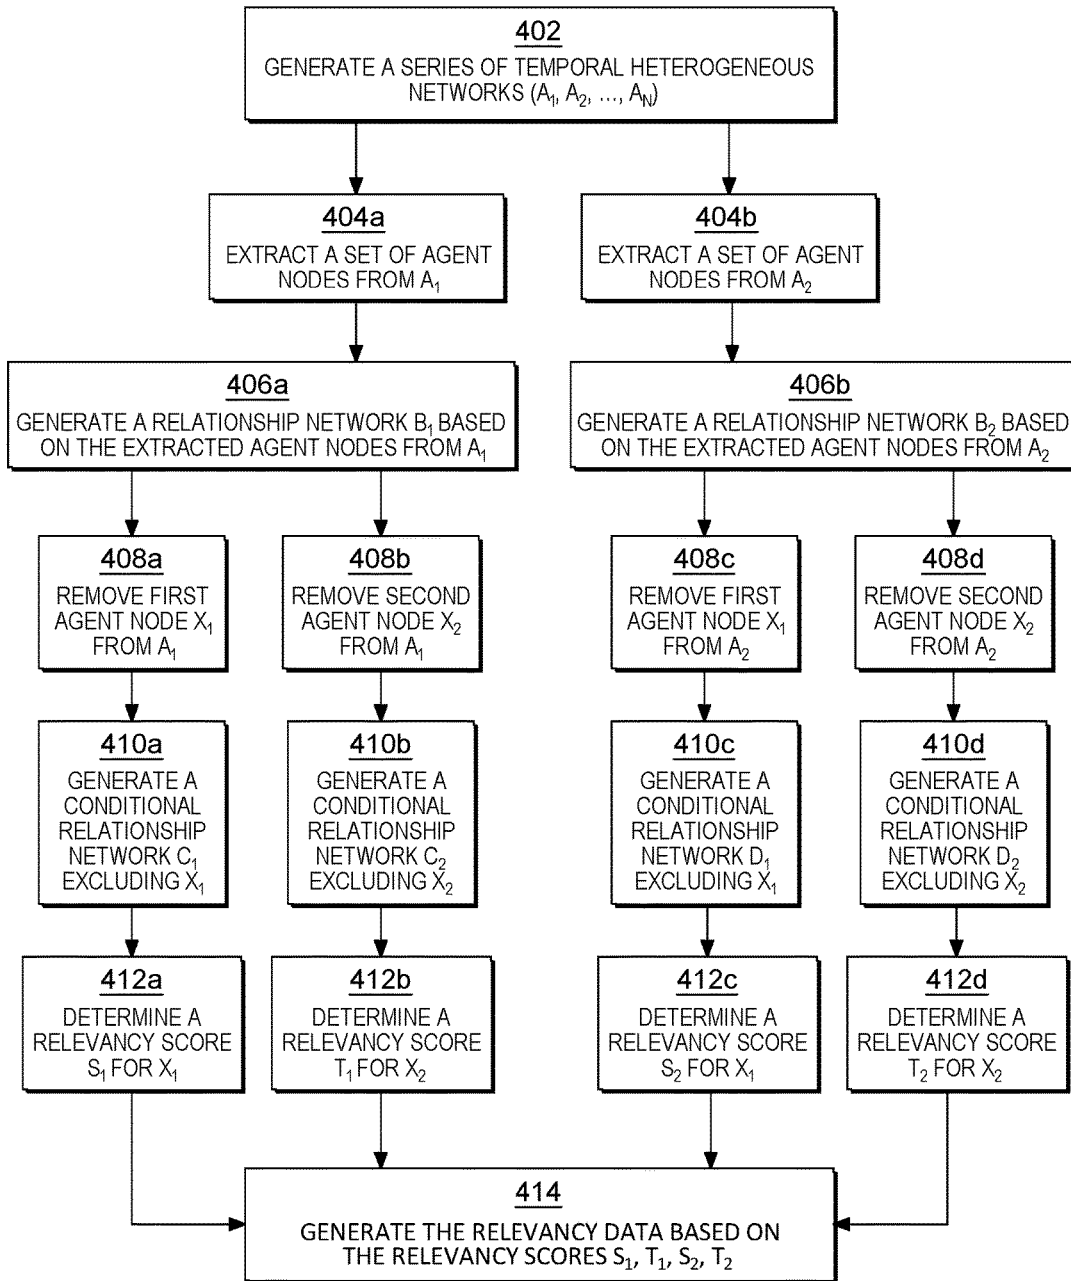 402
GENERATE A SERIES OF TEMPORAL HETEROGENEOUS
NETWORKS (A₁, A₂, ..., A_N)
404a
EXTRACT A SET OF AGENT
NODES FROM A₁
404b
EXTRACT A SET OF AGENT
NODES FROM A₂
406a
GENERATE A RELATIONSHIP NETWORK B₁ BASED
ON THE EXTRACTED AGENT NODES FROM A₁
406b
GENERATE A RELATIONSHIP NETWORK B₂ BASED
ON THE EXTRACTED AGENT NODES FROM A₂
408a
REMOVE FIRST
AGENT NODE X₁
FROM A₁
408b
REMOVE SECOND
AGENT NODE X₂
FROM A₁
408c
REMOVE FIRST
AGENT NODE X₁
FROM A₂
408d
REMOVE SECOND
AGENT NODE X₂
FROM A₂
410a
GENERATE A
CONDITIONAL
RELATIONSHIP
NETWORK C₁
EXCLUDING X₁
410b
GENERATE A
CONDITIONAL
RELATIONSHIP
NETWORK C₂
EXCLUDING X₂
410c
GENERATE A
CONDITIONAL
RELATIONSHIP
NETWORK D₁
EXCLUDING X₁
410d
GENERATE A
CONDITIONAL
RELATIONSHIP
NETWORK D₂
EXCLUDING X₂
412a
DETERMINE A
RELEVANCY SCORE
S₁ FOR X₁
412b
DETERMINE A
RELEVANCY SCORE
T₁ FOR X₂
412c
DETERMINE A
RELEVANCY SCORE
S₂ FOR X₁
412d
DETERMINE A
RELEVANCY SCORE
T₂ FOR X₂
414
GENERATE THE RELEVANCY DATA BASED ON
THE RELEVANCY SCORES S₁, T₁, S₂, T₂